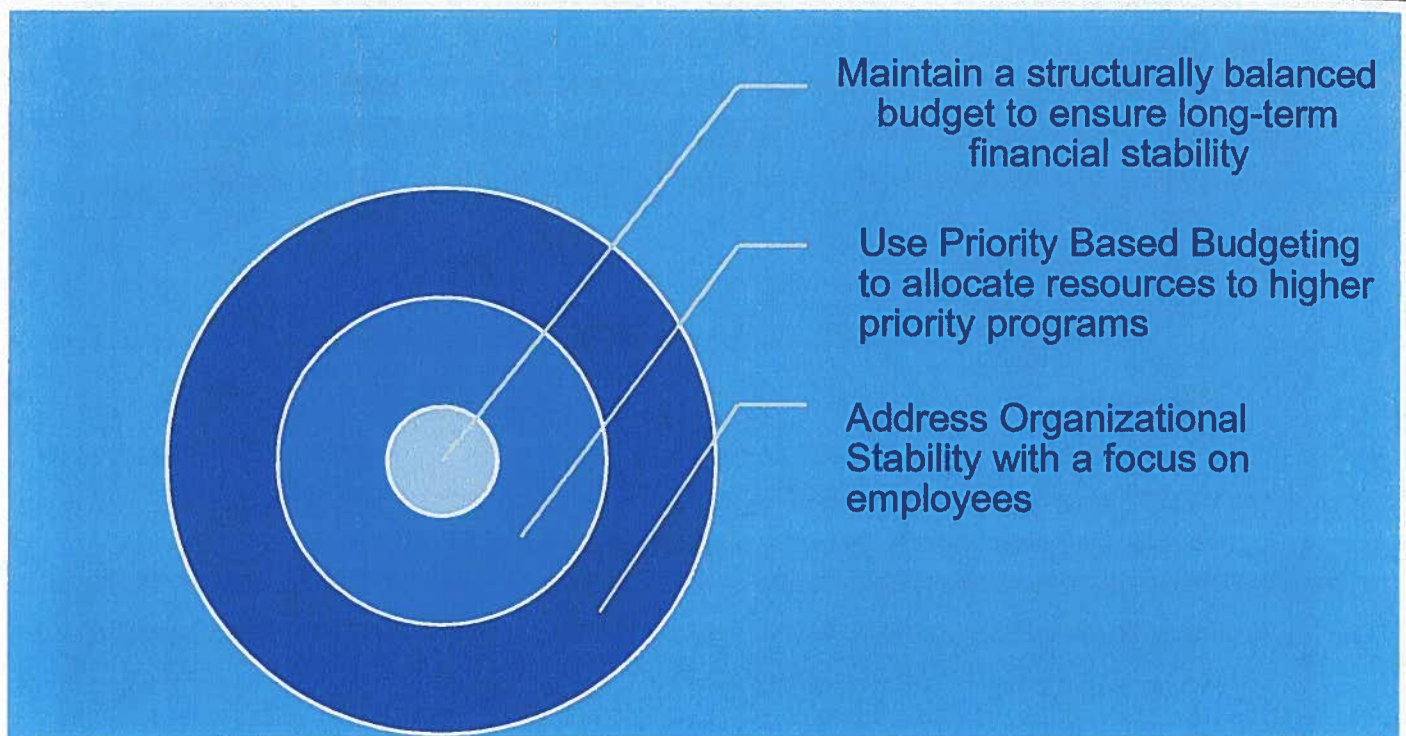 Maintain a structurally balanced
budget to ensure long-term
financial stability
Use Priority Based Budgeting
to allocate resources to higher
priority programs
Address Organizational
Stability with a focus on
employees